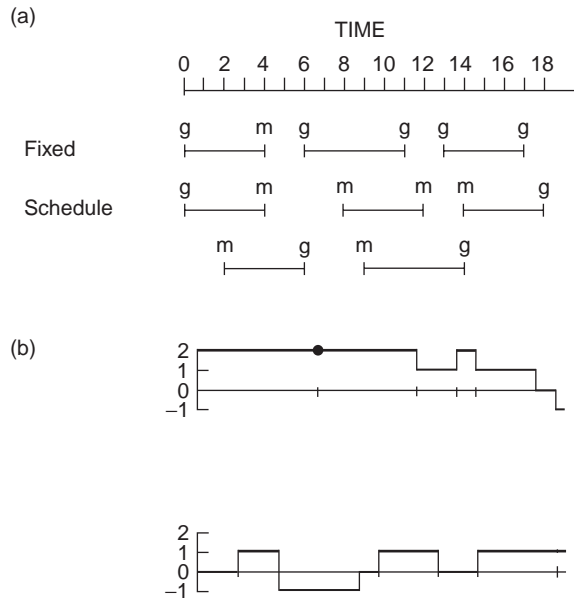 (a)
TIME
0 2 4 6 8 10 12 14 16 18
g m g g g g
Fixed
g m m m m g
Schedule
m g m g
(b)
2
1
0
−1
2
1
0
−1